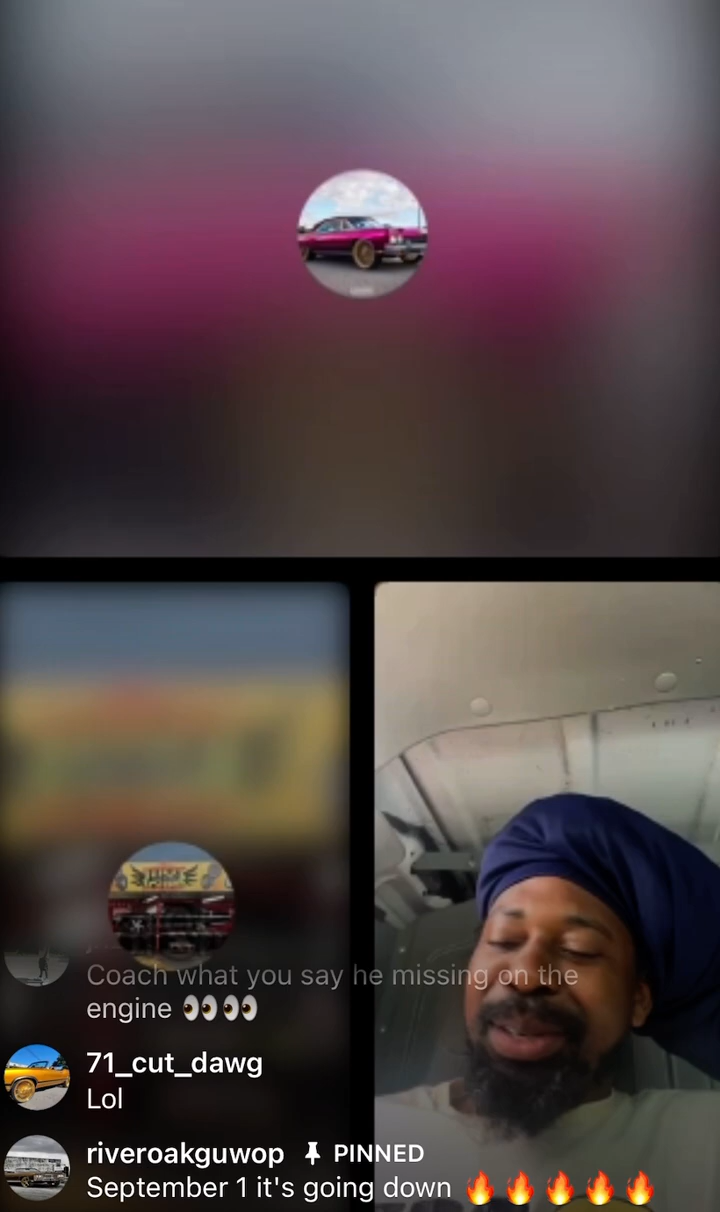 Coach what you say he missing on the
engine 👀👀
71_cut_dawg
Lol
riveroakguwop PINNED
September 1 it's going down 🔥🔥🔥🔥🔥